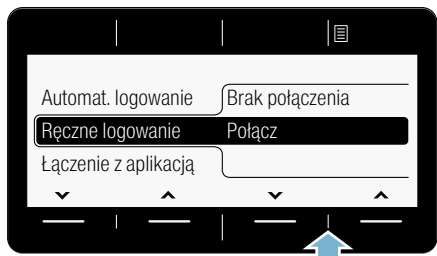 Automat. logowanie Brak połączenia
Ręczne logowanie Połącz
Łączenie z aplikacją